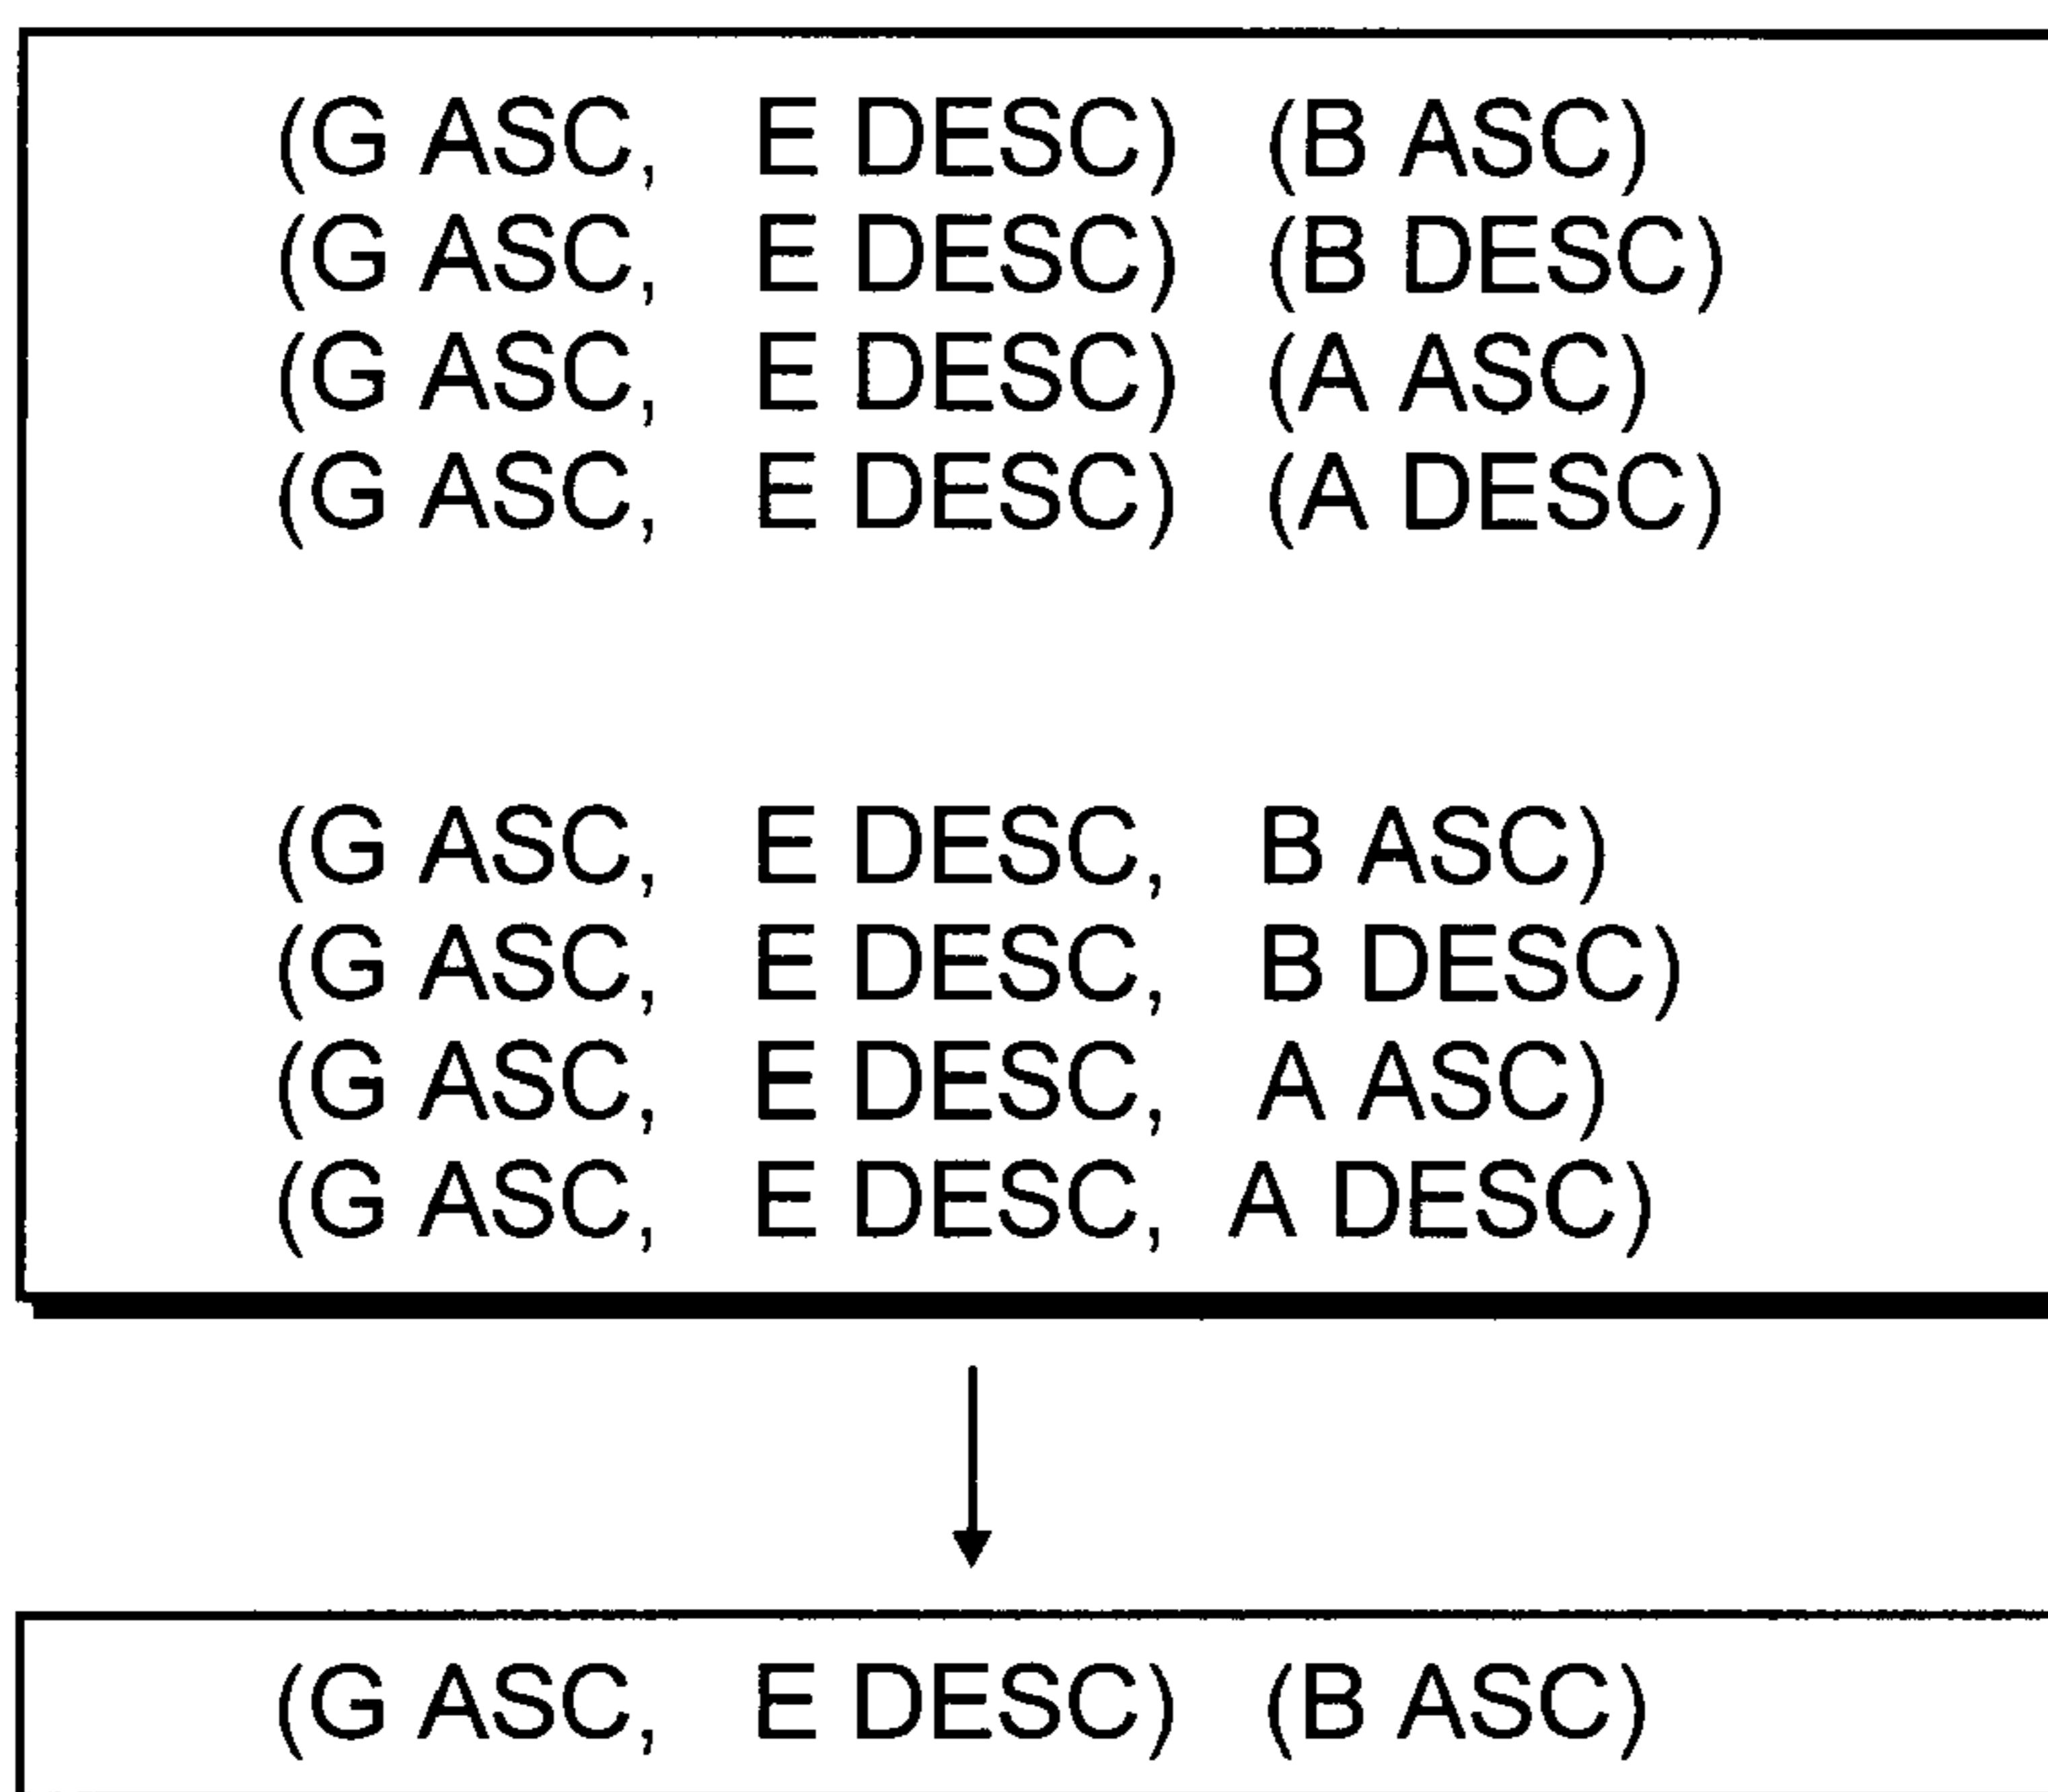 (G ASC, E DESC) (B ASC)
(G ASC, E DESC) (B DESC)
(G ASC, E DESC) (A ASC)
(G ASC, E DESC) (A DESC)
(G ASC, E DESC, B ASC)
(G ASC, E DESC, B DESC)
(G ASC, E DESC, A ASC)
(G ASC, E DESC, A DESC)
(G ASC, E DESC) (B ASC)